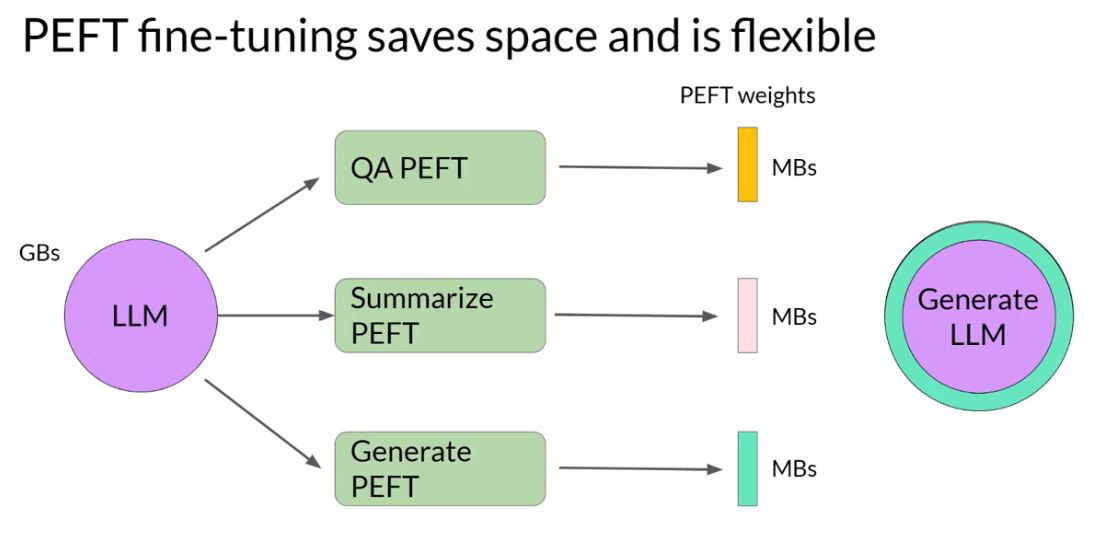 PEFT fine-tuning saves space and is flexible
PEFT weights
QA PEFT
MBs
GBs
LLM
Summarize
PEFT
MBs
Generate
LLM
Generate
PEFT
MBs